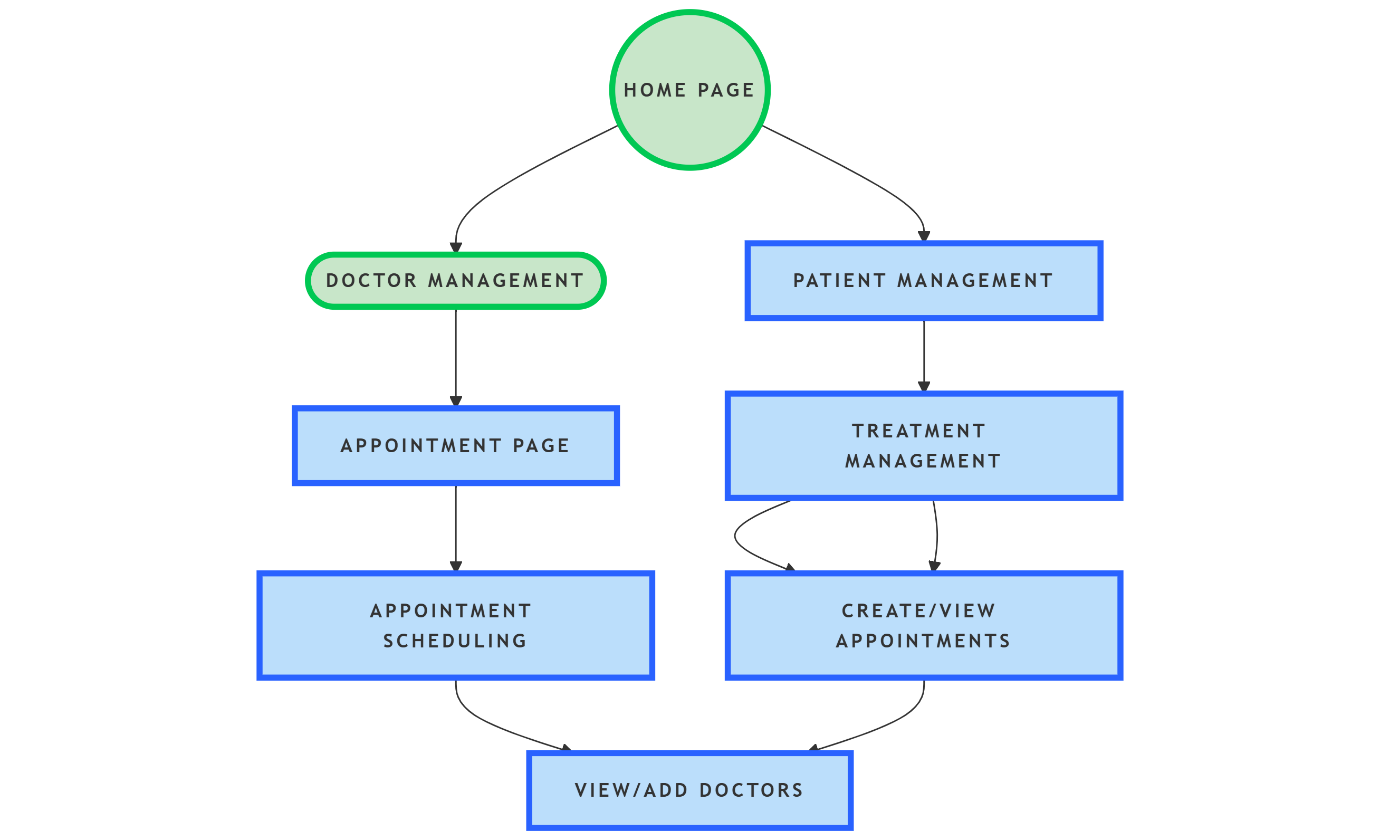 HOME PAGE
DOCTOR MANAGEMENT
PATIENT MANAGEMENT
APPOINTMENT PAGE
TREATMENT
MANAGEMENT
APPOINTMENT
SCHEDULING
CREATE/VIEW
APPOINTMENTS
VIEW/ADD DOCTORS